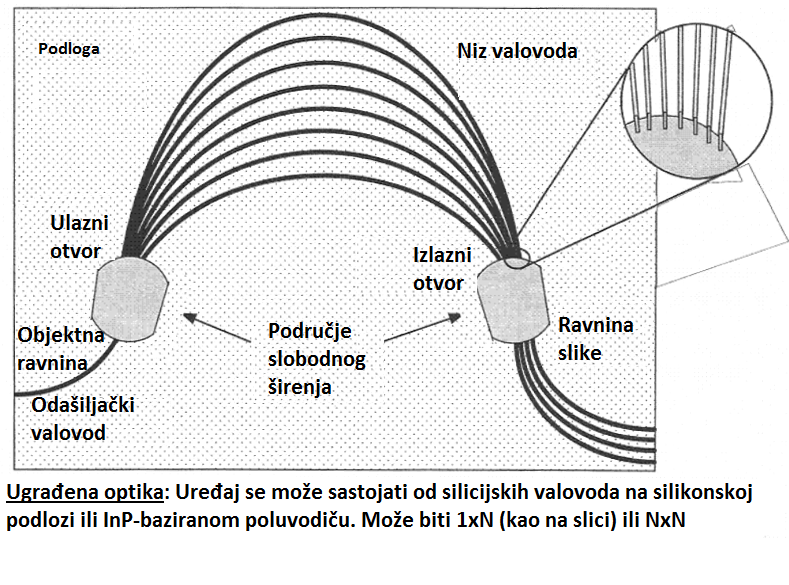 Podloga
Niz valovoda
Ulazni
otvor
Izlazni
otvor
Objektna
ravnina
Područje
slobodnog
širenja
Ravnina
slike
Odašiljački
valovod
Ugrađena optika: Uređaj se može sastojati od silicijskih valovoda na silikonskoj
podlozi ili InP-baziranom poluvodiču. Može biti 1xN (kao na slici) ili NxN